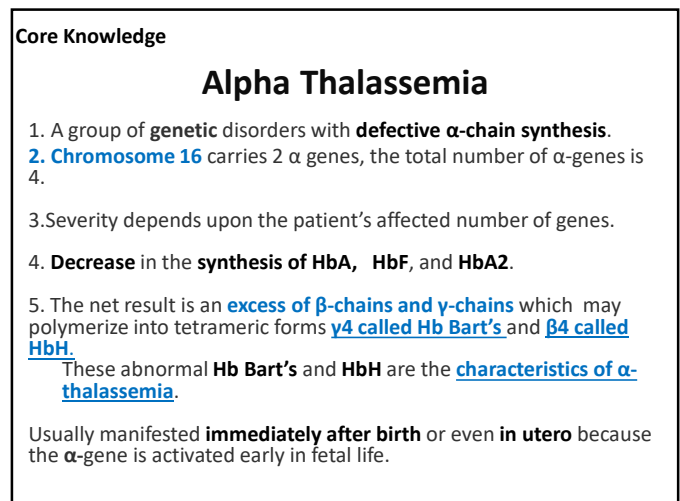 Core Knowledge
Alpha Thalassemia
1. A group of genetic disorders with defective α-chain synthesis.
2. Chromosome 16 carries 2 α genes, the total number of α-genes is
4.
3.Severity depends upon the patient's affected number of genes.
4. Decrease in the synthesis of HbA, HbF, and HbA2.
5. The net result is an excess of β-chains and γ-chains which may
polymerize into tetrameric forms γ4 called Hb Bart's and β4 called
HbH.
These abnormal Hb Bart's and HbH are the characteristics of α-
thalassemia.
Usually manifested immediately after birth or even in utero because
the α-gene is activated early in fetal life.